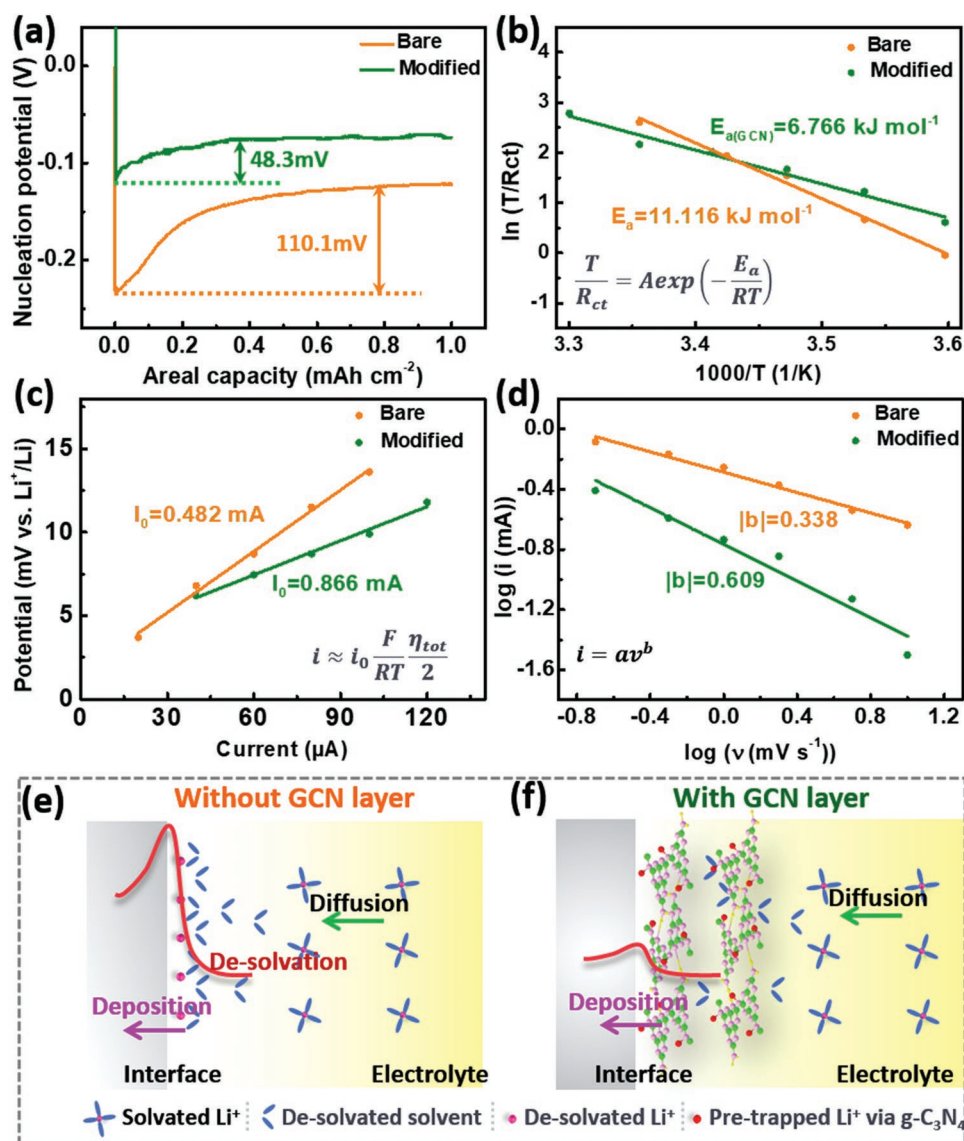 (a)
Bare
Modified
0.0
-0.1
-0.2
48.3mV
110.1mV
Nucleation potential (V)
0.0 0.2 0.4 0.6 0.8 1.0
Areal capacity (mAh cm⁻²)
(b)
Bare
Modified
4
3
2
1
0
-1
ln (T/Rct)
Eₐ(GCN)=6.766 kJ mol⁻¹
Eₐ=11.116 kJ mol⁻¹
T/R_ct = Aexp (−Eₐ/RT)
3.3 3.4 3.5 3.6
1000/T (1/K)
(c)
Bare
Modified
15
10
5
0
Potential (mV vs. Li⁺/Li)
I₀=0.482 mA
I₀=0.866 mA
i ≈ i₀ F/RT η_tot/2
0 30 60 90 120
Current (μA)
(d)
Bare
Modified
0.0
-0.4
-0.8
-1.2
-1.6
log (i (mA))
|b|=0.338
|b|=0.609
i = avᵇ
-0.8 -0.4 0.0 0.4 0.8 1.2
log (ν (mV s⁻¹))
(e)
Without GCN layer
Diffusion
De-solvation
Deposition
Interface
Electrolyte
(f)
With GCN layer
Diffusion
Deposition
Interface
Electrolyte
Solvated Li⁺
De-solvated solvent
De-solvated Li⁺
Pre-trapped Li⁺ via g-C₃N₄